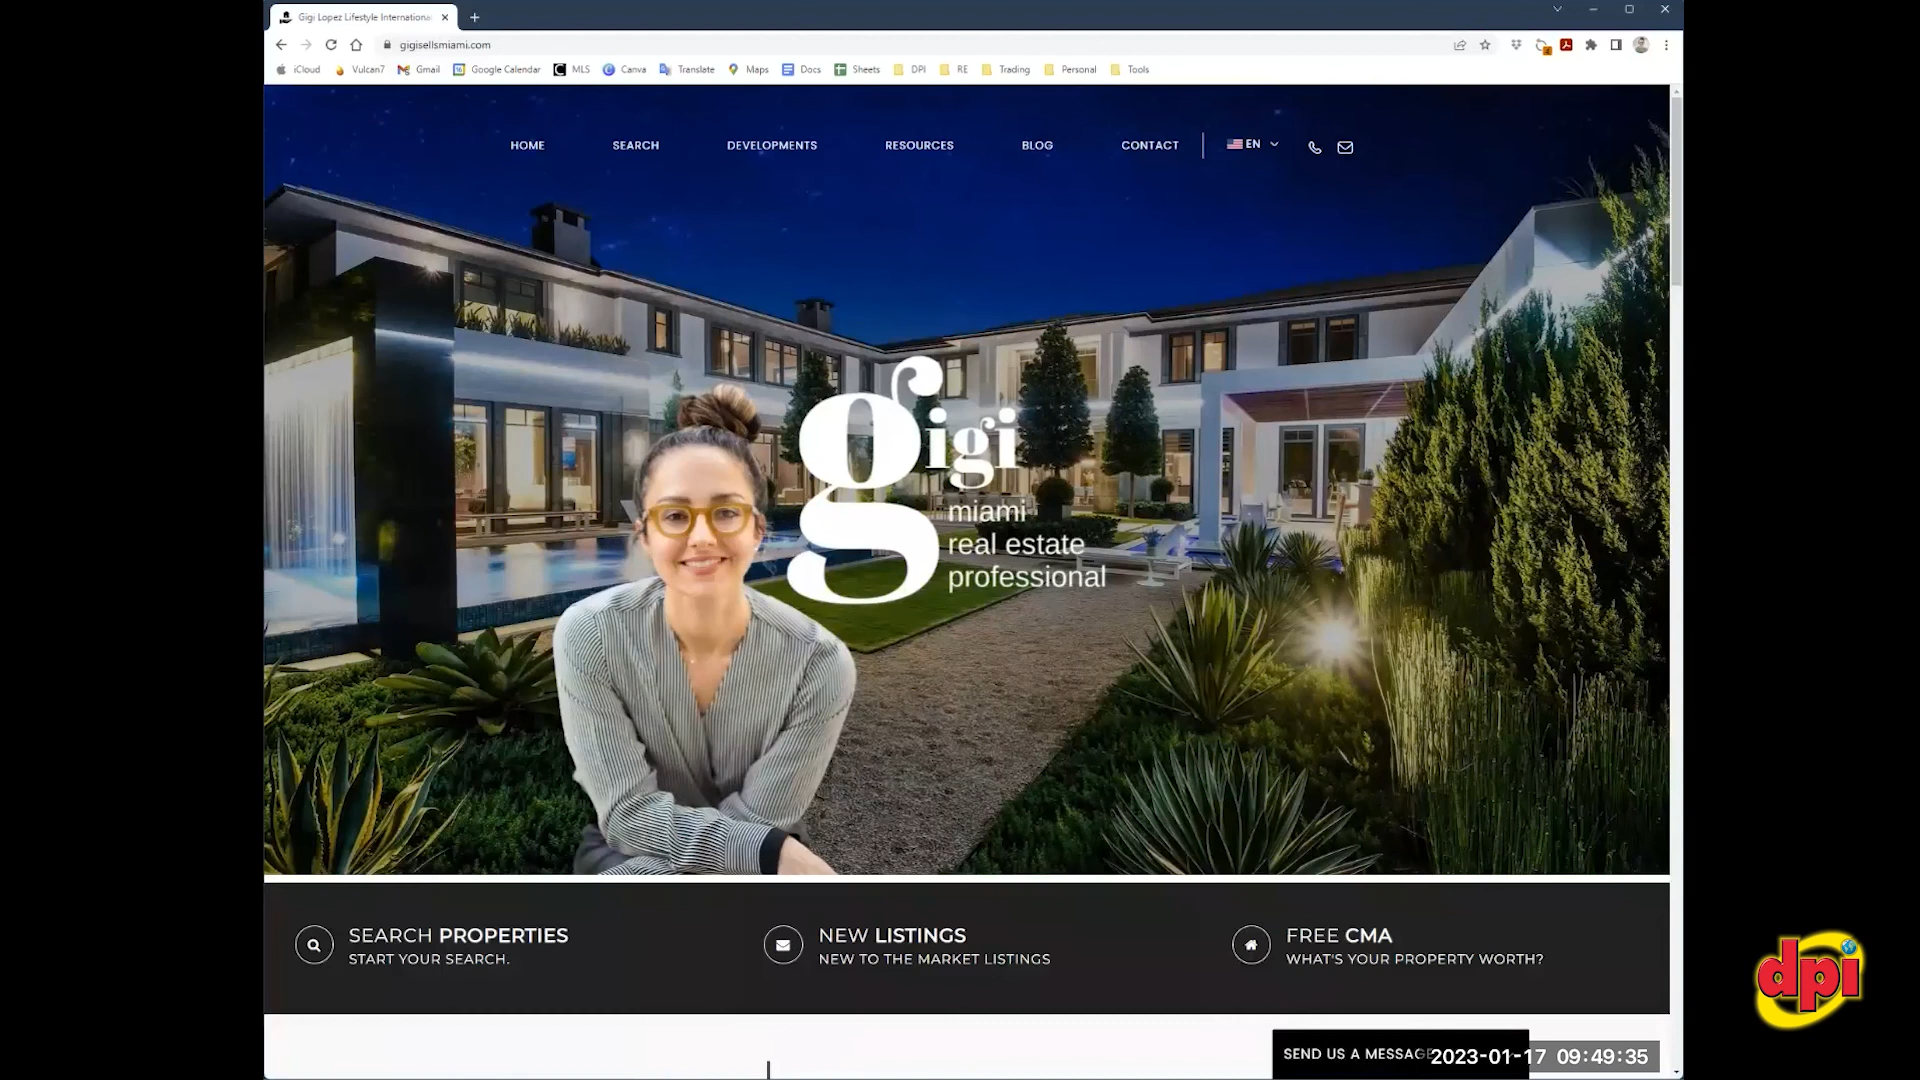 Gigi Lopez Lifestyle Internationa
gigisellsmiami.com
iCloud Vulcan7 Gmail Google Calendar MLS Canva Translate Maps Docs Sheets DPI RE Trading Personal Tools
HOME SEARCH DEVELOPMENTS RESOURCES BLOG CONTACT EN
gigi
miami
real estate
professional
SEARCH PROPERTIES
START YOUR SEARCH.
NEW LISTINGS
NEW TO THE MARKET LISTINGS
FREE CMA
WHAT'S YOUR PROPERTY WORTH?
dpi
SEND US A MESSAGE
2023-01-17 09:49:35